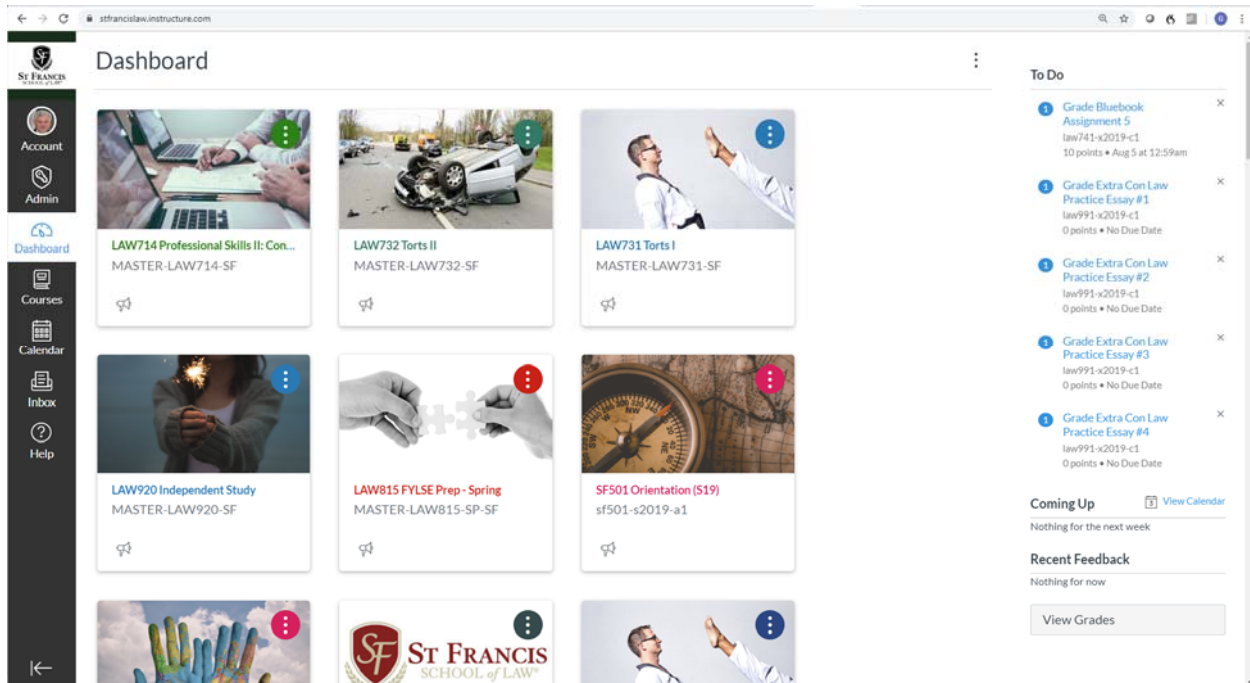 stfrancislaw.instructure.com
G
SF
ST FRANCIS
SCHOOL of LAW
Account
Admin
Dashboard
Courses
Calendar
Inbox
Help
Dashboard
LAW714 Professional Skills II: Con...
MASTER-LAW714-SF
LAW732 Torts II
MASTER-LAW732-SF
LAW731 Torts I
MASTER-LAW731-SF
NW
LAW920 Independent Study
MASTER-LAW920-SF
LAW815 FYLSE Prep - Spring
MASTER-LAW815-SP-SF
SF501 Orientation (S19)
sf501-s2019-a1
SF
ST FRANCIS
SCHOOL of LAW®
To Do
1 Grade Bluebook
Assignment 5
law741-x2019-c1
10 points • Aug 5 at 12:59am
1 Grade Extra Con Law
Practice Essay #1
law991-x2019-c1
0 points • No Due Date
1 Grade Extra Con Law
Practice Essay #2
law991-x2019-c1
0 points • No Due Date
1 Grade Extra Con Law
Practice Essay #3
law991-x2019-c1
0 points • No Due Date
1 Grade Extra Con Law
Practice Essay #4
law991-x2019-c1
0 points • No Due Date
Coming Up
View Calendar
Nothing for the next week
Recent Feedback
Nothing for now
View Grades